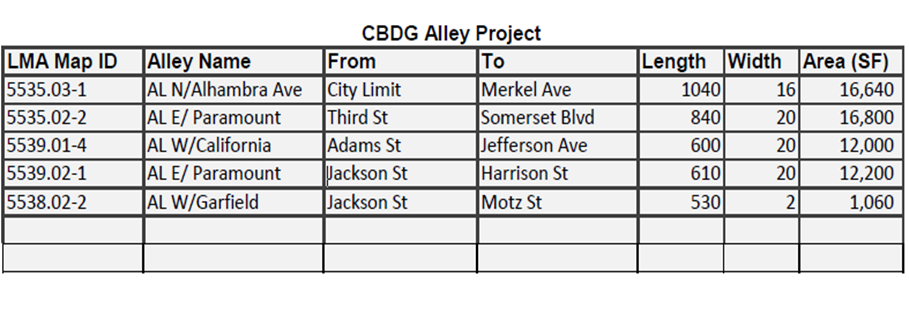 CBDG Alley Project
LMA Map ID Alley Name From To Length Width Area (SF)
5535.03-1 AL N/Alhambra Ave City Limit Merkel Ave 1040 16 16,640
5535.02-2 AL E/ Paramount Third St Somerset Blvd 840 20 16,800
5539.01-4 AL W/California Adams St Jefferson Ave 600 20 12,000
5539.02-1 AL E/ Paramount Jackson St Harrison St 610 20 12,200
5538.02-2 AL W/Garfield Jackson St Motz St 530 2 1,060